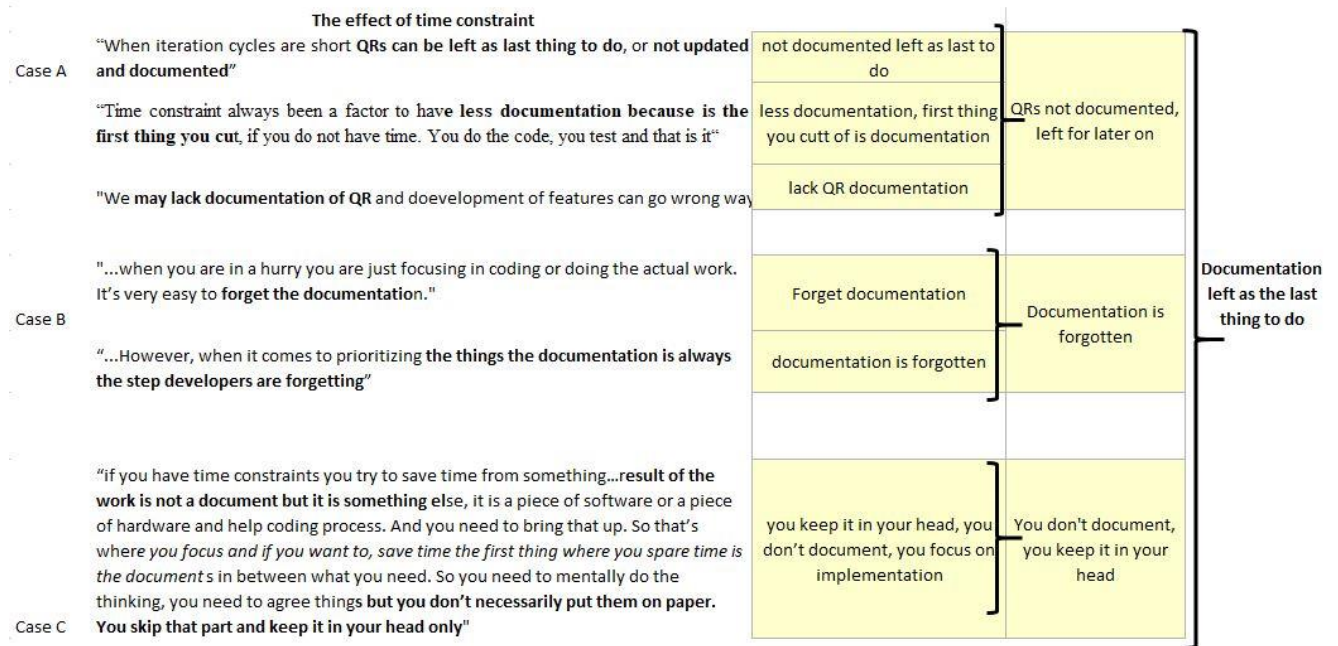 The effect of time constraint
Case A
“When iteration cycles are short QRs can be left as last thing to do, or not updated
and documented”
not documented left as last to
do
“Time constraint always been a factor to have less documentation because is the
first thing you cut, if you do not have time. You do the code, you test and that is it“
less documentation, first thing
you cutt of is documentation
"We may lack documentation of QR and doevelopment of features can go wrong way
lack QR documentation
QRs not documented,
left for later on
Case B
"...when you are in a hurry you are just focusing in coding or doing the actual work.
It’s very easy to forget the documentation."
Forget documentation
“...However, when it comes to prioritizing the things the documentation is always
the step developers are forgetting”
documentation is forgotten
Documentation is
forgotten
Case C
“if you have time constraints you try to save time from something...result of the
work is not a document but it is something else, it is a piece of software or a piece
of hardware and help coding process. And you need to bring that up. So that’s
where you focus and if you want to, save time the first thing where you spare time is
the documents in between what you need. So you need to mentally do the
thinking, you need to agree things but you don’t necessarily put them on paper.
You skip that part and keep it in your head only"
you keep it in your head, you
don’t document, you focus on
implementation
You don't document,
you keep it in your
head
Documentation
left as the last
thing to do